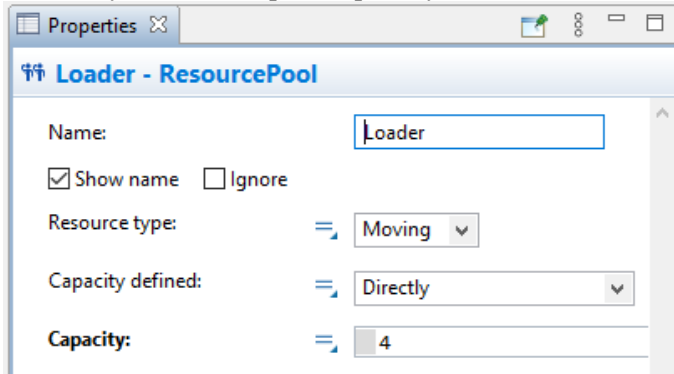 Properties
Loader - ResourcePool
Name: Loader
Show name Ignore
Resource type: Moving
Capacity defined: Directly
Capacity: 4